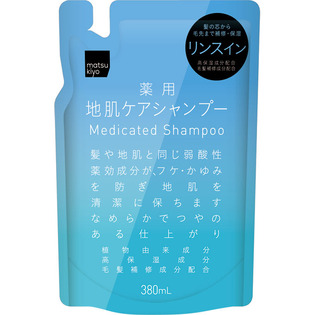 matsu
kiyo
髪の芯から
毛先まで補修・保湿
リンスイン
高保湿成分配合
毛髪補修成分配合
薬用
地肌ケアシャンプー
Medicated Shampoo
髪や地肌と同じ弱酸性
薬効成分が、フケ・かゆみ
を防ぎ地肌を
清潔に保ちます
なめらかでつやの
ある仕上がり
植物由来成分
高保湿成分
毛髪補修成分配合
380mL